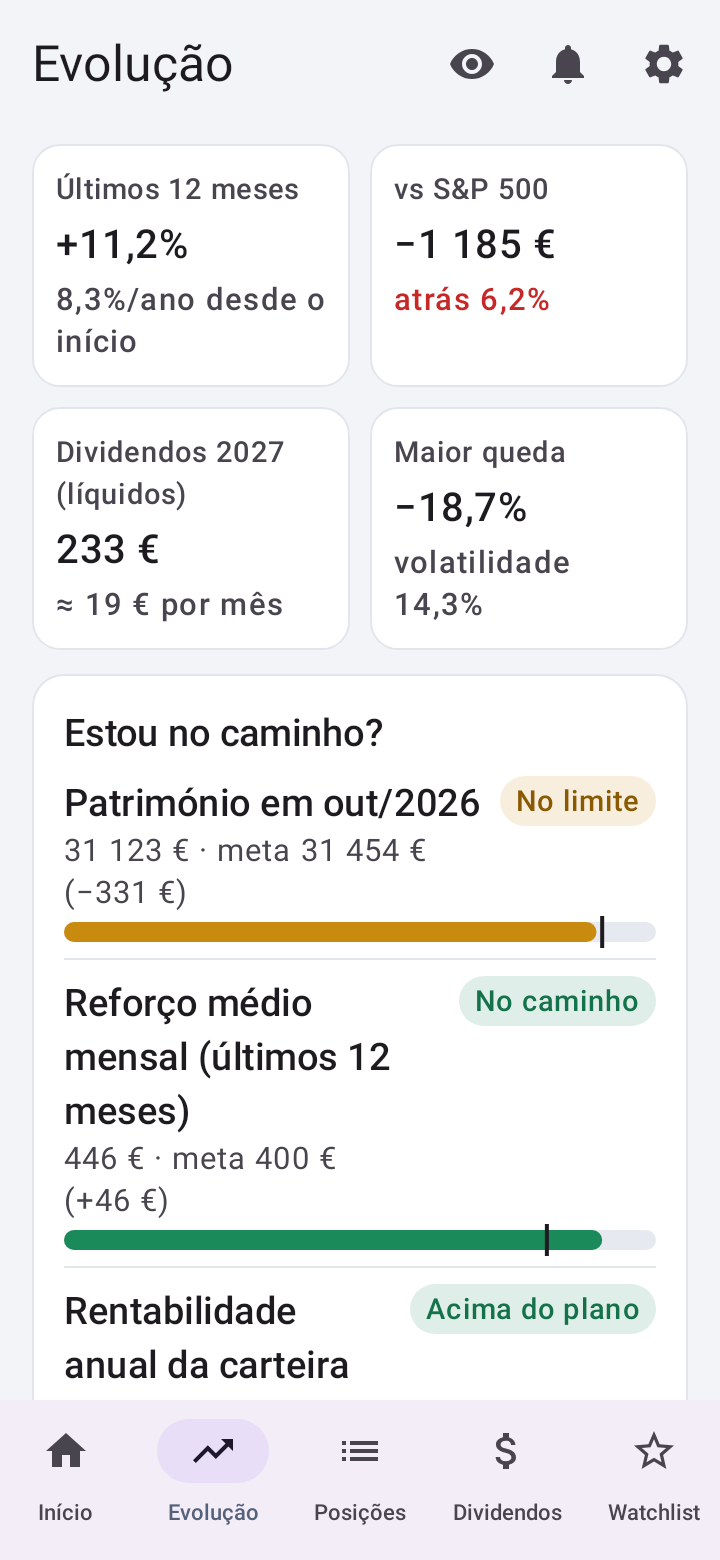 Evolução
Últimos 12 meses
+11,2%
8,3%/ano desde o
início
vs S&P 500
−1 185 €
atrás 6,2%
Dividendos 2027
(líquidos)
233 €
≈ 19 € por mês
Maior queda
−18,7%
volatilidade
14,3%
Estou no caminho?
Património em out/2026
No limite
31 123 € · meta 31 454 €
(−331 €)
Reforço médio
mensal (últimos 12
meses)
No caminho
446 € · meta 400 €
(+46 €)
Rentabilidade
anual da carteira
Acima do plano
Início
Evolução
Posições
Dividendos
Watchlist